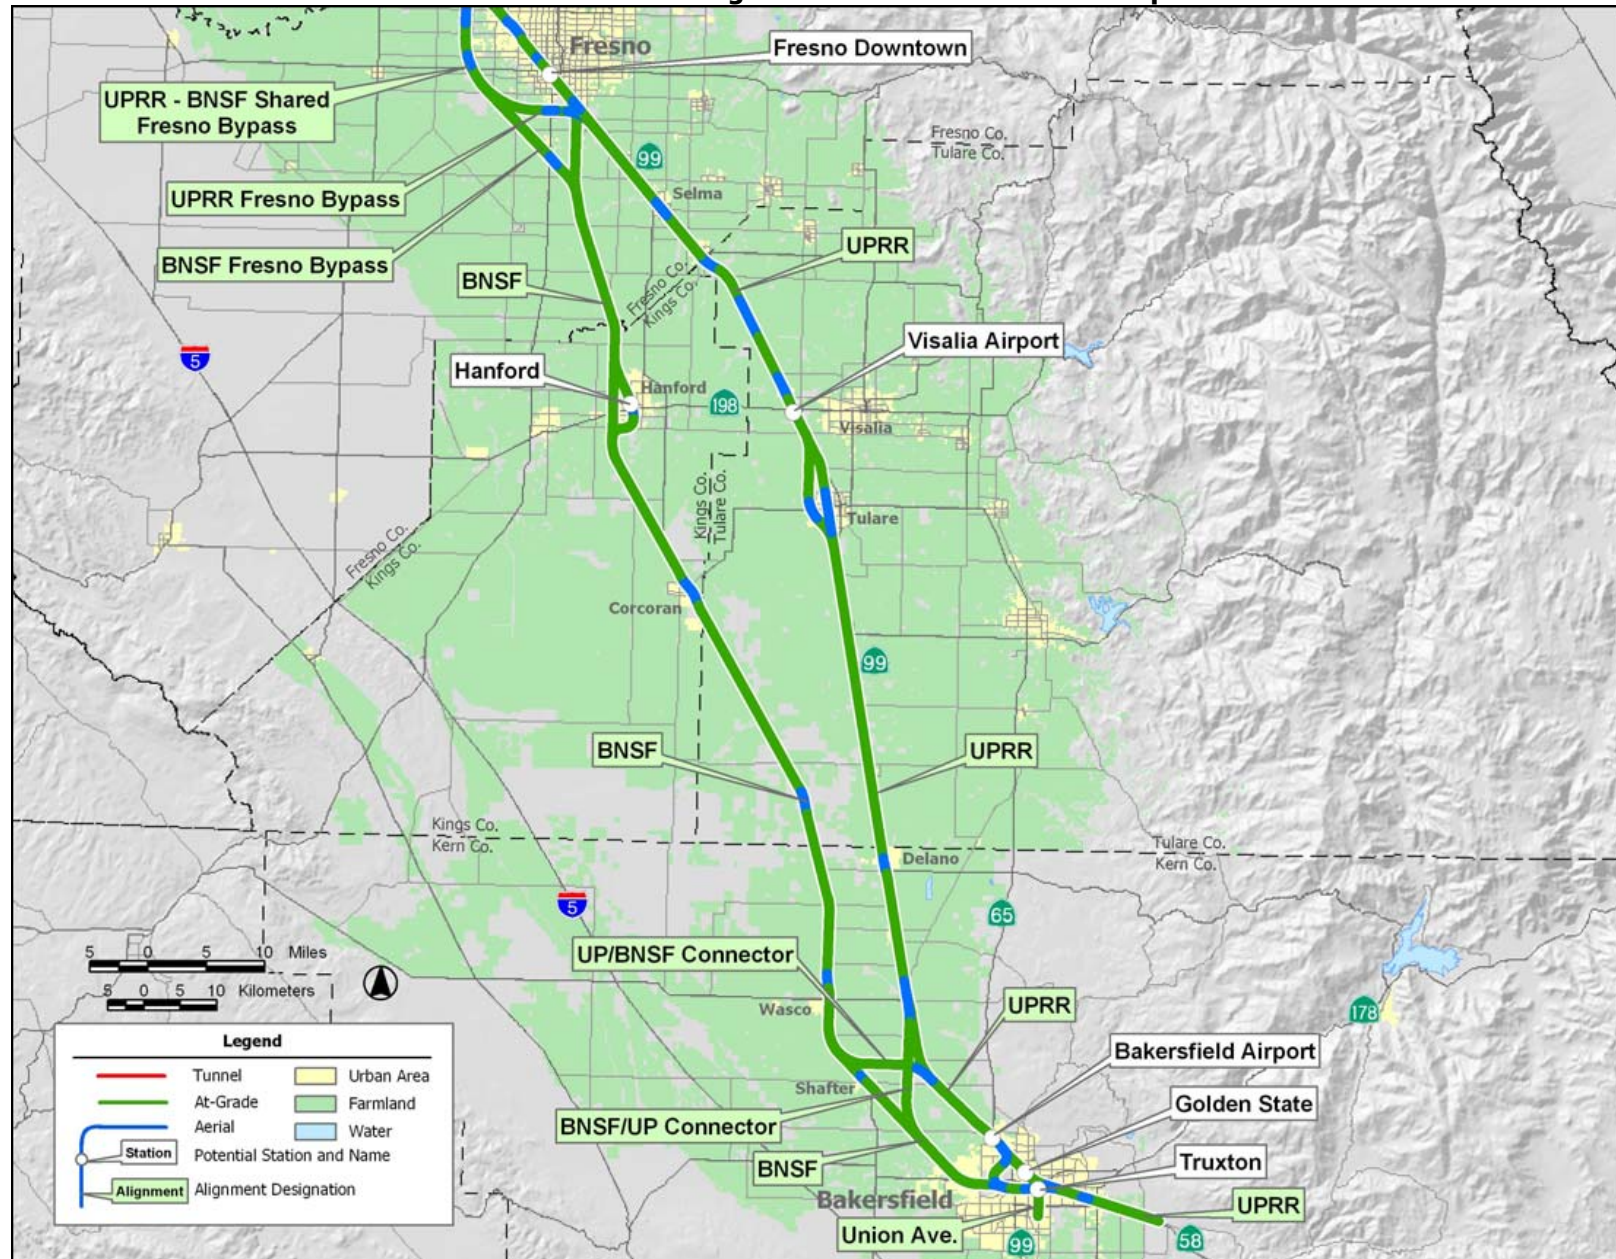 Fresno
Fresno Downtown
UPRR - BNSF Shared
Fresno Bypass
Fresno Co.
Tulare Co.
99
UPRR Fresno Bypass
Selma
BNSF Fresno Bypass
UPRR
BNSF
Fresno Co.
Kings Co.
5
Visalia Airport
Hanford
Hanford
198
Visalia
Kings Co.
Tulare Co.
Tulare
Fresno Co.
Kings Co.
Corcoran
99
BNSF
UPRR
Kings Co.
Kern Co.
Tulare Co.
Kern Co.
Delano
5
65
UP/BNSF Connector
5 0 5 10 Miles
5 0 5 10 Kilometers
Wasco
UPRR
178
Bakersfield Airport
Shafter
Golden State
BNSF/UP Connector
BNSF
Truxton
Bakersfield
UPRR
Union Ave.
99
58
Legend
Tunnel
Urban Area
At-Grade
Farmland
Aerial
Water
Station
Potential Station and Name
Alignment
Alignment Designation